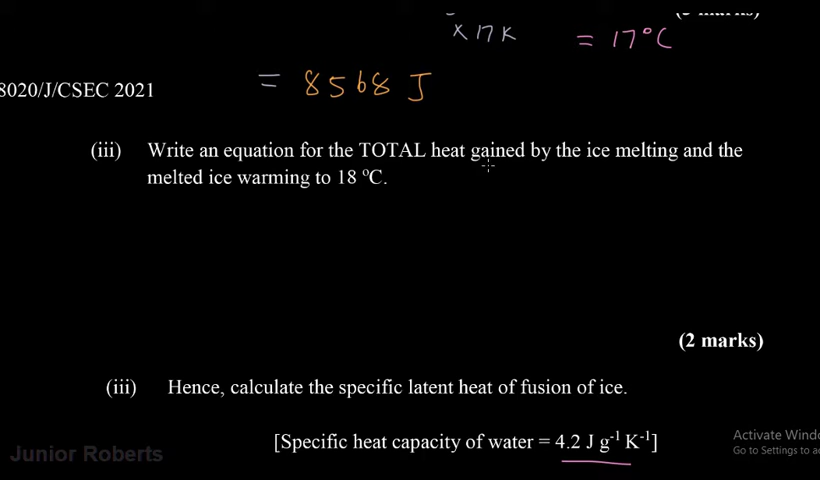 × 17 K = 17°C
= 8568 J
8020/J/CSEC 2021
(iii) Write an equation for the TOTAL heat gained by the ice melting and the
melted ice warming to 18 °C.
(2 marks)
(iii) Hence, calculate the specific latent heat of fusion of ice.
[Specific heat capacity of water = 4.2 J g⁻¹ K⁻¹]
Activate Windo
Go to Settings to a
Junior Roberts